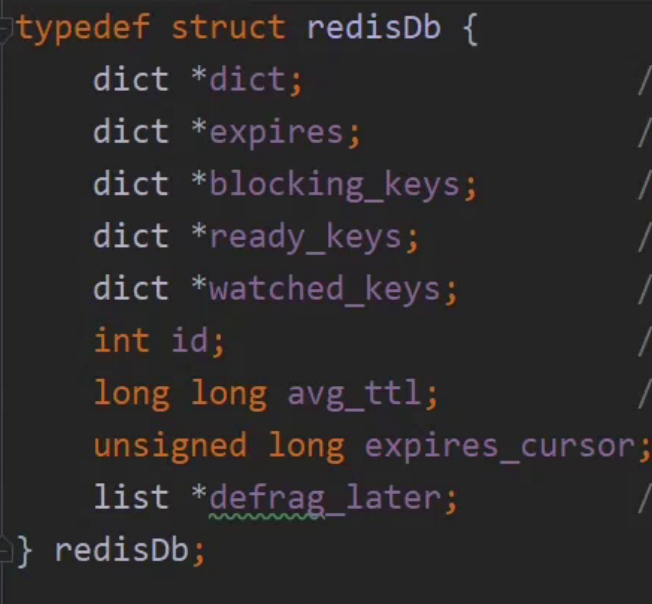 typedef struct redisDb {
    dict *dict;                 /
    dict *expires;              /
    dict *blocking_keys;        /
    dict *ready_keys;           /
    dict *watched_keys;         /
    int id;                     /
    long long avg_ttl;          /
    unsigned long expires_cursor;
    list *defrag_later;         /
} redisDb;